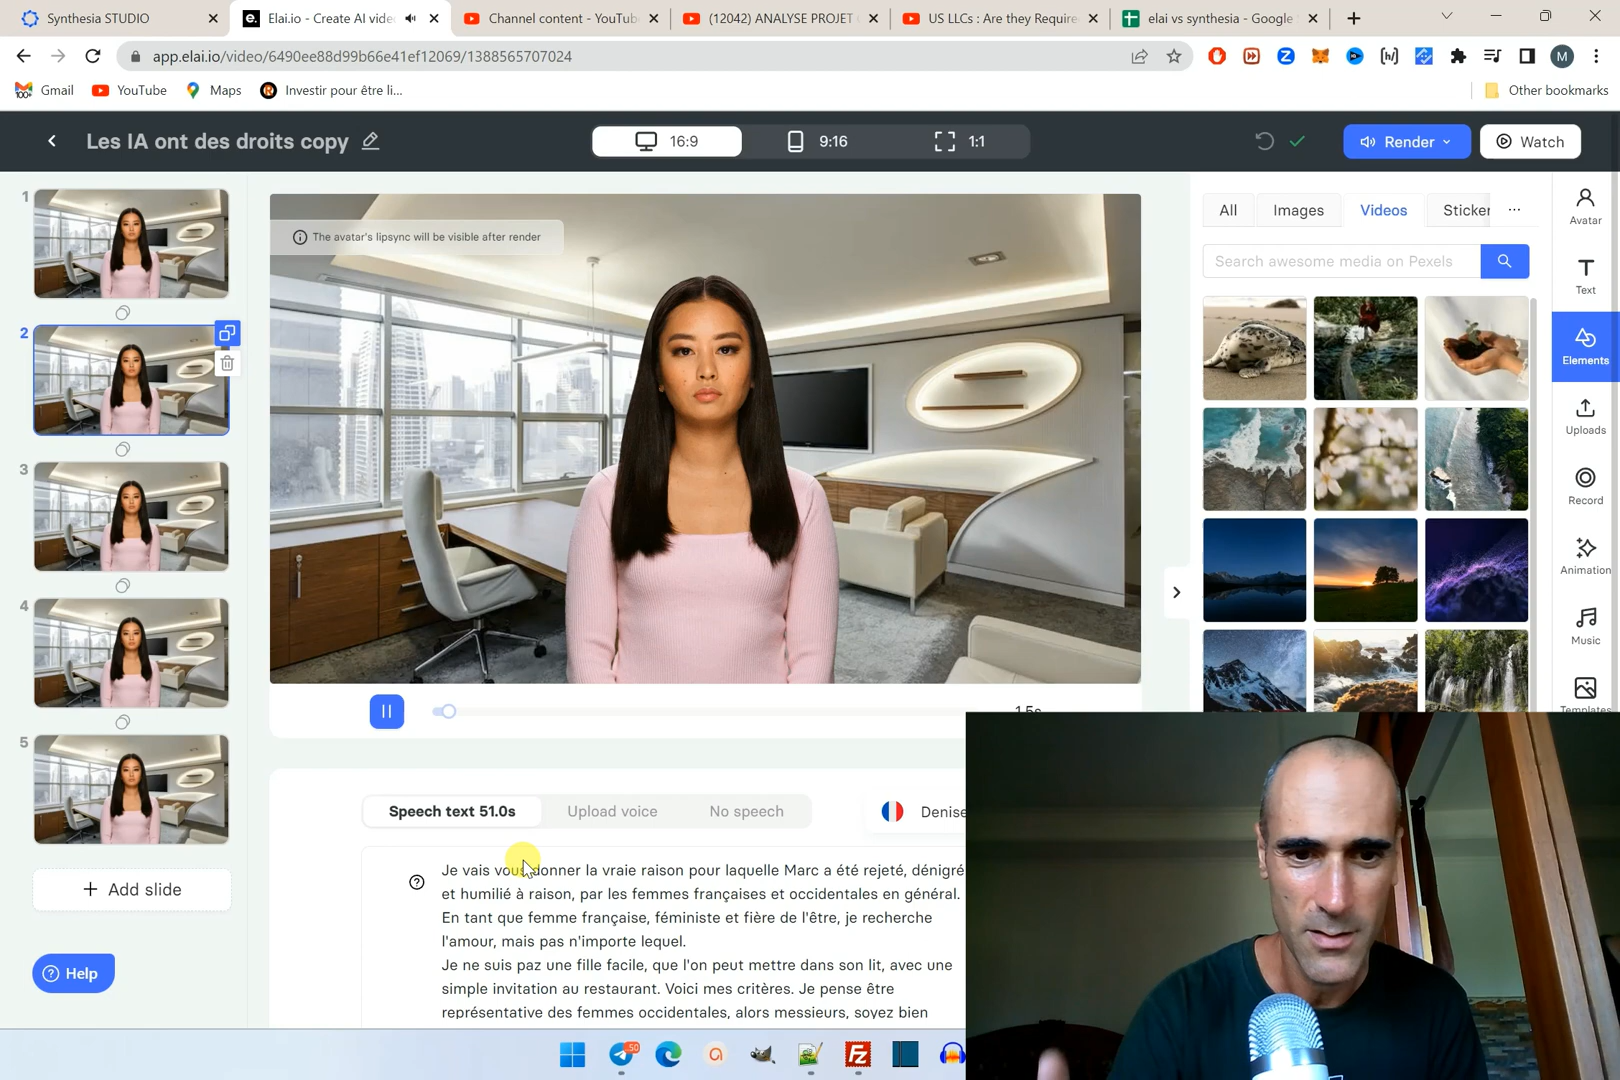 Synthesia STUDIO
Elai.io - Create AI vide
Channel content - YouTub
(12042) ANALYSE PROJET
US LLCs : Are they Require
elai vs synthesia - Google
app.elai.io/video/6490ee88d99b66e41ef12069/1388565707024
M
Gmail
YouTube
Maps
Investir pour être li...
Other bookmarks
Les IA ont des droits copy
16:9
9:16
1:1
Render
Watch
1
2
3
4
5
Add slide
Help
The avatar's lipsync will be visible after render
1.5s
Speech text 51.0s
Upload voice
No speech
Denise
Je vais vous donner la vraie raison pour laquelle Marc a été rejeté, dénigré
et humilié à raison, par les femmes françaises et occidentales en général.
En tant que femme française, féministe et fière de l'être, je recherche
l'amour, mais pas n'importe lequel.
Je ne suis paz une fille facile, que l'on peut mettre dans son lit, avec une
simple invitation au restaurant. Voici mes critères. Je pense être
représentative des femmes occidentales, alors messieurs, soyez bien
All
Images
Videos
Sticker
...
Search awesome media on Pexels
Avatar
Text
Elements
Uploads
Record
Animation
Music
Templates
50